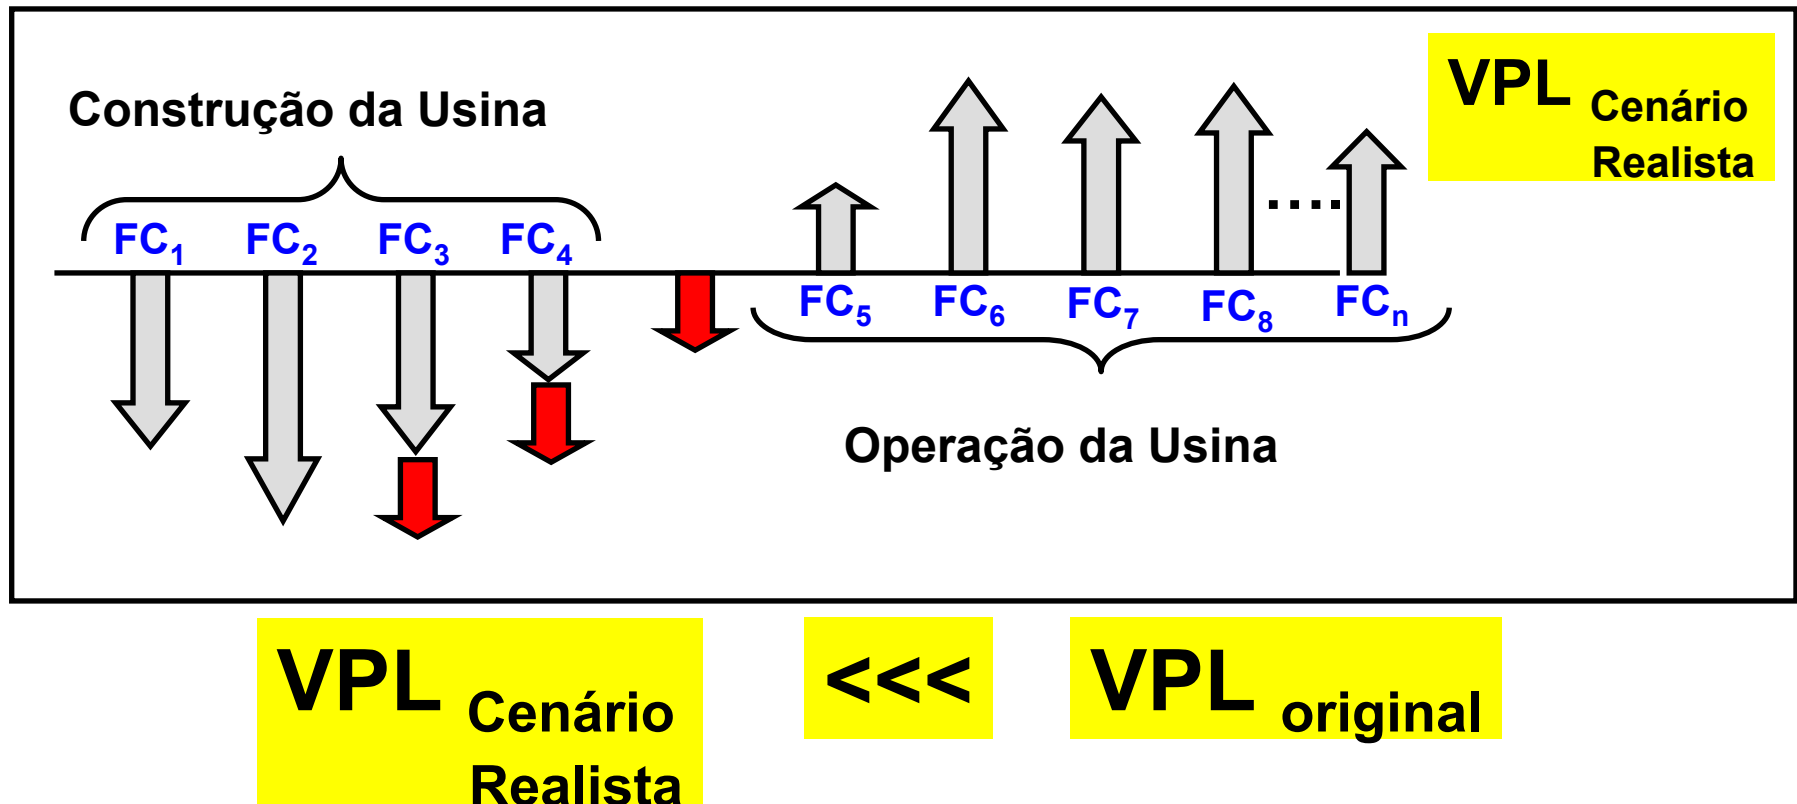 VPL Cenário
Realista
Construção da Usina
FC1 FC2 FC3 FC4
FC5 FC6 FC7 FC8 FCn
....
Operação da Usina
VPL Cenário
Realista
<<<
VPL original